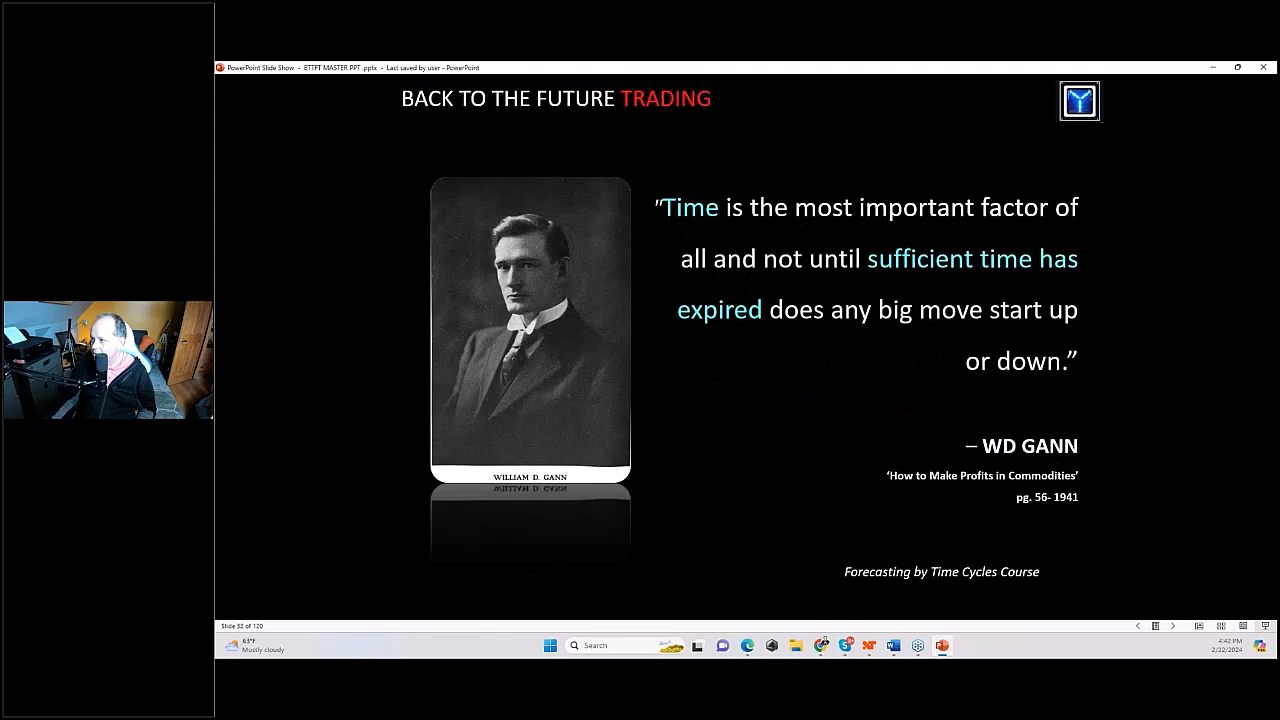 PowerPoint Slide Show - ETTFT MASTER PPT .pptx - Last saved by user - PowerPoint
BACK TO THE FUTURE TRADING
"Time is the most important factor of
all and not until sufficient time has
expired does any big move start up
or down.”
WILLIAM D. GANN
– WD GANN
‘How to Make Profits in Commodities’
pg. 56- 1941
Forecasting by Time Cycles Course
Slide 32 of 120
63°F
Mostly cloudy
Search
4:42 PM
2/22/2024